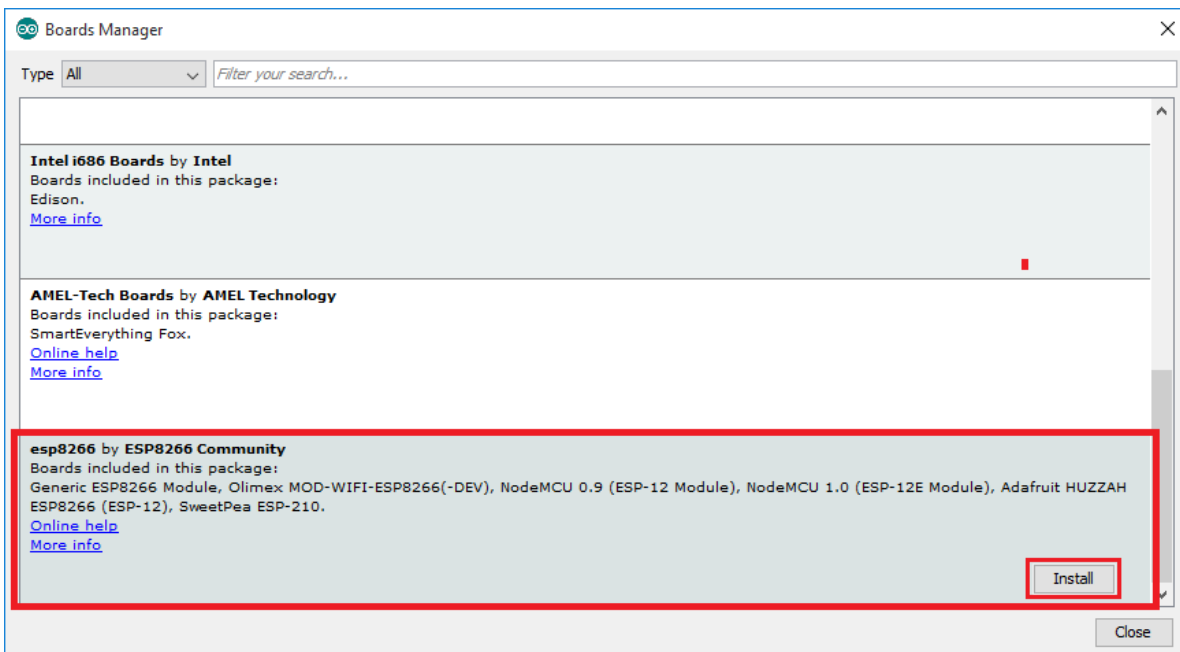 Boards Manager
Type All Filter your search...
Intel i686 Boards by Intel
Boards included in this package:
Edison.
More info
AMEL-Tech Boards by AMEL Technology
Boards included in this package:
SmartEverything Fox.
Online help
More info
esp8266 by ESP8266 Community
Boards included in this package:
Generic ESP8266 Module, Olimex MOD-WIFI-ESP8266(-DEV), NodeMCU 0.9 (ESP-12 Module), NodeMCU 1.0 (ESP-12E Module), Adafruit HUZZAH
ESP8266 (ESP-12), SweetPea ESP-210.
Online help
More info
Install
Close